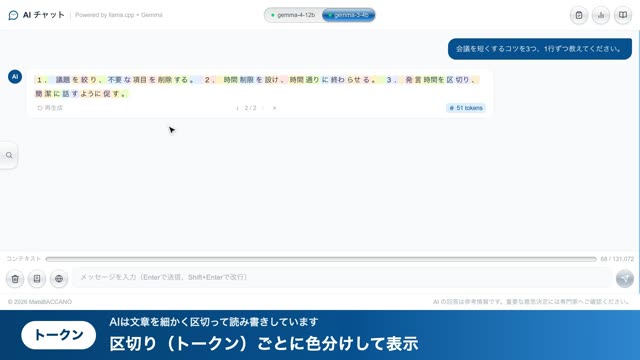 AI チャット Powered by llama.cpp + Gemma
gemma-4-12b
会議を短くするコツを3つ、1行ずつ教えてください。
AI
1. 議題を絞り、不要な項目を削除する。 2. 時間制限を設け、時間通りに終わらせる。 3. 発言時間を区切り、
簡潔に話すように促す。
再生成
2 / 2
# 51 tokens
コンテキスト
68 / 131,072
メッセージを入力（Enterで送信、Shift+Enterで改行）
© 2026 MatsBACCANO
AI の回答は参考情報です。重要な意思決定には専門家へご確認ください。
トークン
AIは文章を細かく区切って読み書きしています
区切り（トークン）ごとに色分けして表示